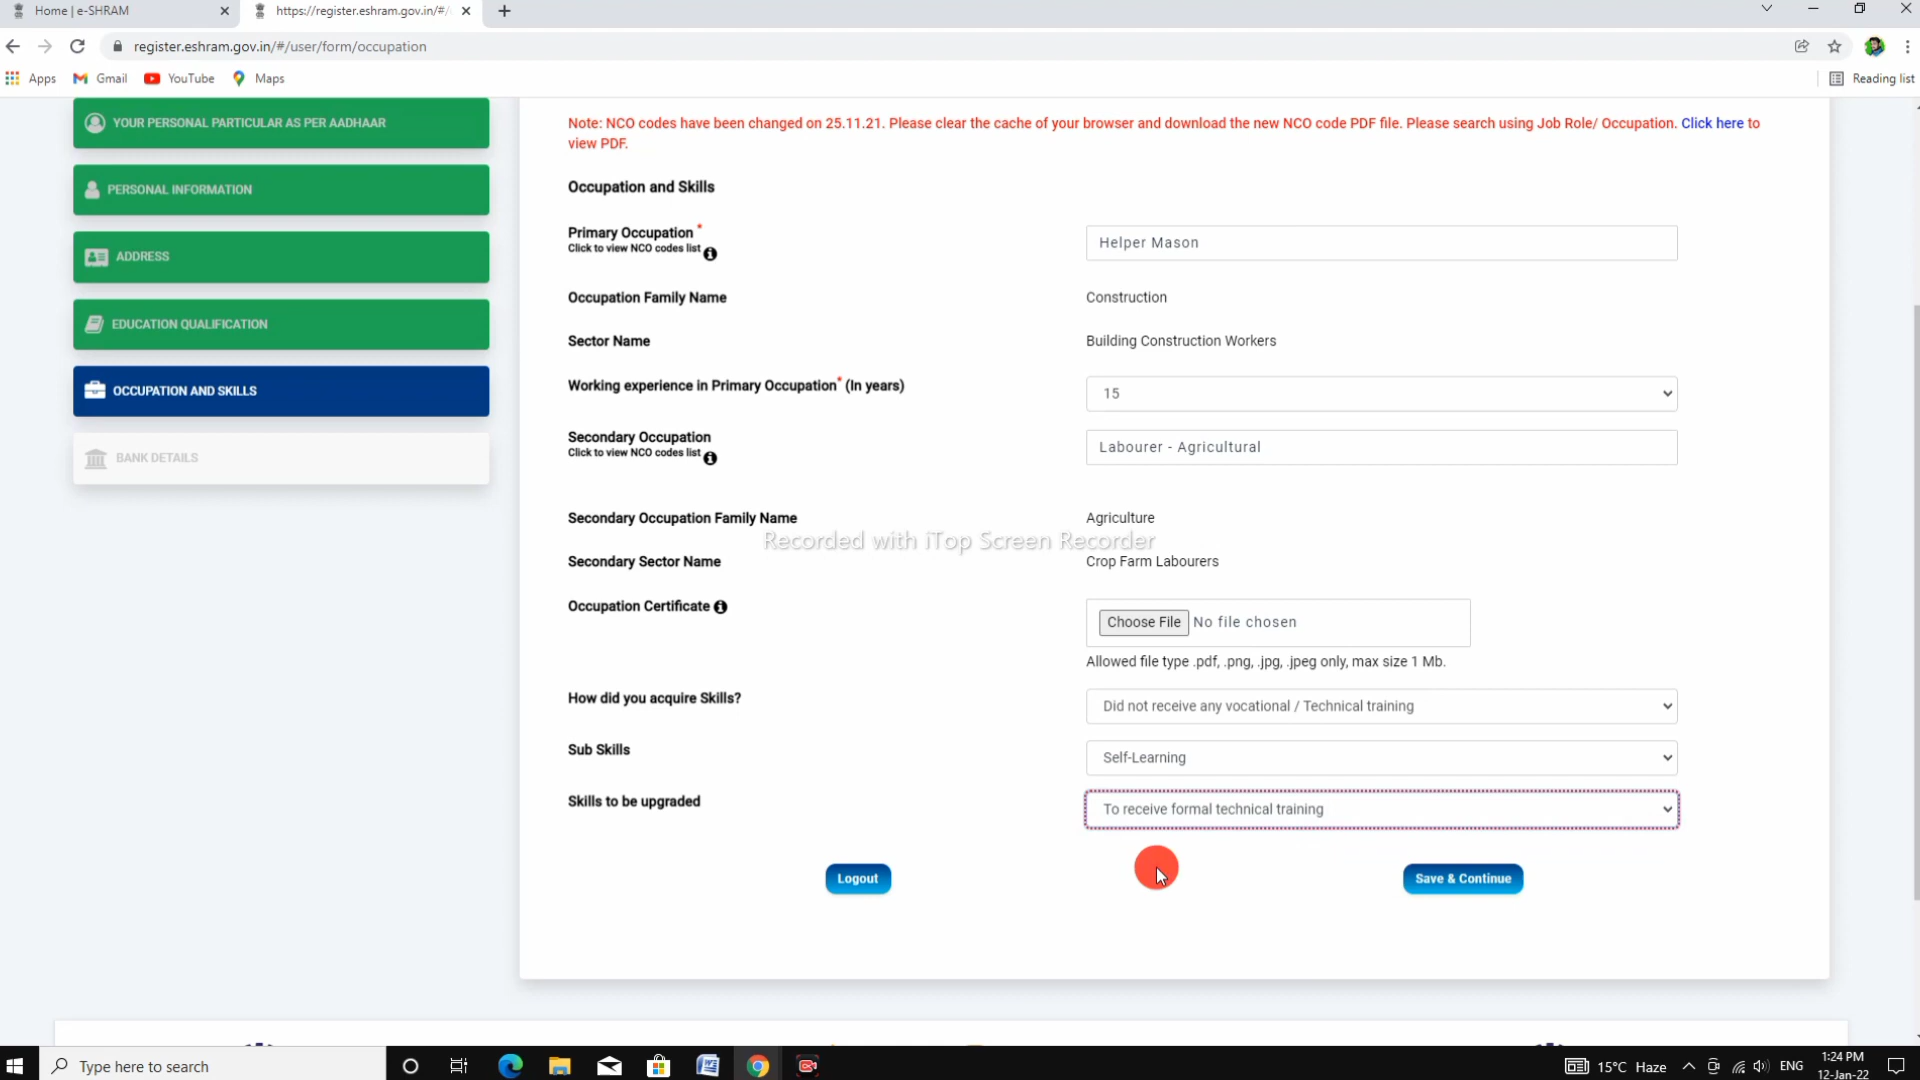 Home | e-SHRAM
https://register.eshram.gov.in/#/
register.eshram.gov.in/#/user/form/occupation
Apps
Gmail
YouTube
Maps
Reading list
YOUR PERSONAL PARTICULAR AS PER AADHAAR
PERSONAL INFORMATION
ADDRESS
EDUCATION QUALIFICATION
OCCUPATION AND SKILLS
BANK DETAILS
Note: NCO codes have been changed on 25.11.21. Please clear the cache of your browser and download the new NCO code PDF file. Please search using Job Role/ Occupation. Click here to
view PDF.
Occupation and Skills
Primary Occupation *
Click to view NCO codes list
Helper Mason
Occupation Family Name
Construction
Sector Name
Building Construction Workers
Working experience in Primary Occupation* (In years)
15
Secondary Occupation
Click to view NCO codes list
Labourer - Agricultural
Secondary Occupation Family Name
Agriculture
Recorded with iTop Screen Recorder
Secondary Sector Name
Crop Farm Labourers
Occupation Certificate
Choose File No file chosen
Allowed file type .pdf, .png, .jpg, .jpeg only, max size 1 Mb.
How did you acquire Skills?
Did not receive any vocational / Technical training
Sub Skills
Self-Learning
Skills to be upgraded
To receive formal technical training
Logout
Save & Continue
Type here to search
15°C Haze
ENG
1:24 PM
12-Jan-22